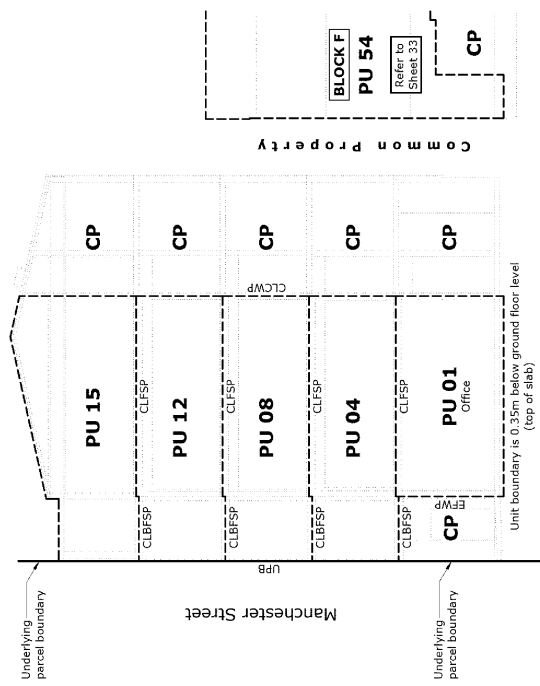 BLOCK F
PU 54
Refer to
Sheet 33
CP
Common Property
CP
CP
CP
CP
CP
CLCWP
PU 15
CLFSP
PU 12
CLFSP
PU 08
CLFSP
PU 04
CLFSP
PU 01
Office
CLBFSP
CLBFSP
CLBFSP
CLBFSP
CP
EFWP
Unit boundary is 0.35m below ground floor level
(top of slab)
UPB
Manchester Street
Underlying
parcel boundary
Underlying
parcel boundary